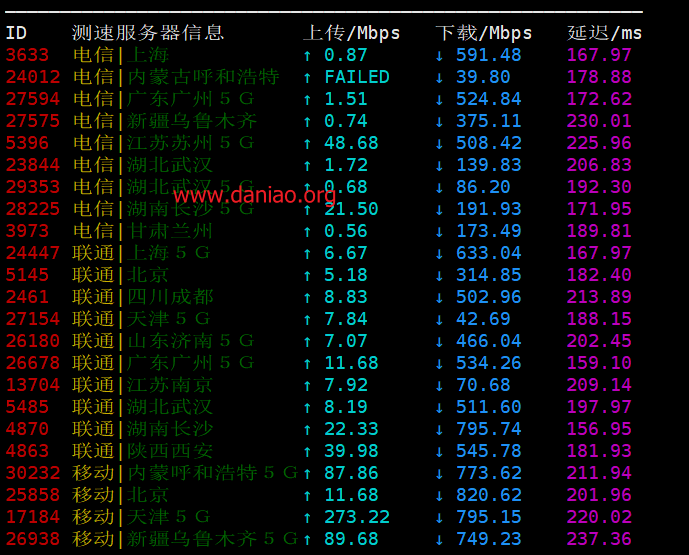 ID 测速服务器信息 上传/Mbps 下载/Mbps 延迟/ms
3633 电信|上海 ↑ 0.87 ↓ 591.48 167.97
24012 电信|内蒙古呼和浩特 ↑ FAILED ↓ 39.80 178.88
27594 电信|广东广州5G ↑ 1.51 ↓ 524.84 172.62
27575 电信|新疆乌鲁木齐 ↑ 0.74 ↓ 375.11 230.01
5396 电信|江苏苏州5G ↑ 48.68 ↓ 508.42 225.96
23844 电信|湖北武汉 ↑ 1.72 ↓ 139.83 206.83
29353 电信|湖北武汉5G ↑ 0.68 ↓ 86.20 192.30
www.daniao.org
28225 电信|湖南长沙5G ↑ 21.50 ↓ 191.93 171.95
3973 电信|甘肃兰州 ↑ 0.56 ↓ 173.49 189.81
24447 联通|上海5G ↑ 6.67 ↓ 633.04 167.97
5145 联通|北京 ↑ 5.18 ↓ 314.85 182.40
2461 联通|四川成都 ↑ 8.83 ↓ 502.96 213.89
27154 联通|天津5G ↑ 7.84 ↓ 42.69 188.15
26180 联通|山东济南5G ↑ 7.07 ↓ 466.04 202.45
26678 联通|广东广州5G ↑ 11.68 ↓ 534.26 159.10
13704 联通|江苏南京 ↑ 7.92 ↓ 70.68 209.14
5485 联通|湖北武汉 ↑ 8.19 ↓ 511.60 197.97
4870 联通|湖南长沙 ↑ 22.33 ↓ 795.74 156.95
4863 联通|陕西西安 ↑ 39.98 ↓ 545.78 181.93
30232 移动|内蒙呼和浩特5G ↑ 87.86 ↓ 773.62 211.94
25858 移动|北京 ↑ 11.68 ↓ 820.62 201.96
17184 移动|天津5G ↑ 273.22 ↓ 795.15 220.02
26938 移动|新疆乌鲁木齐5G ↑ 89.68 ↓ 749.23 237.36